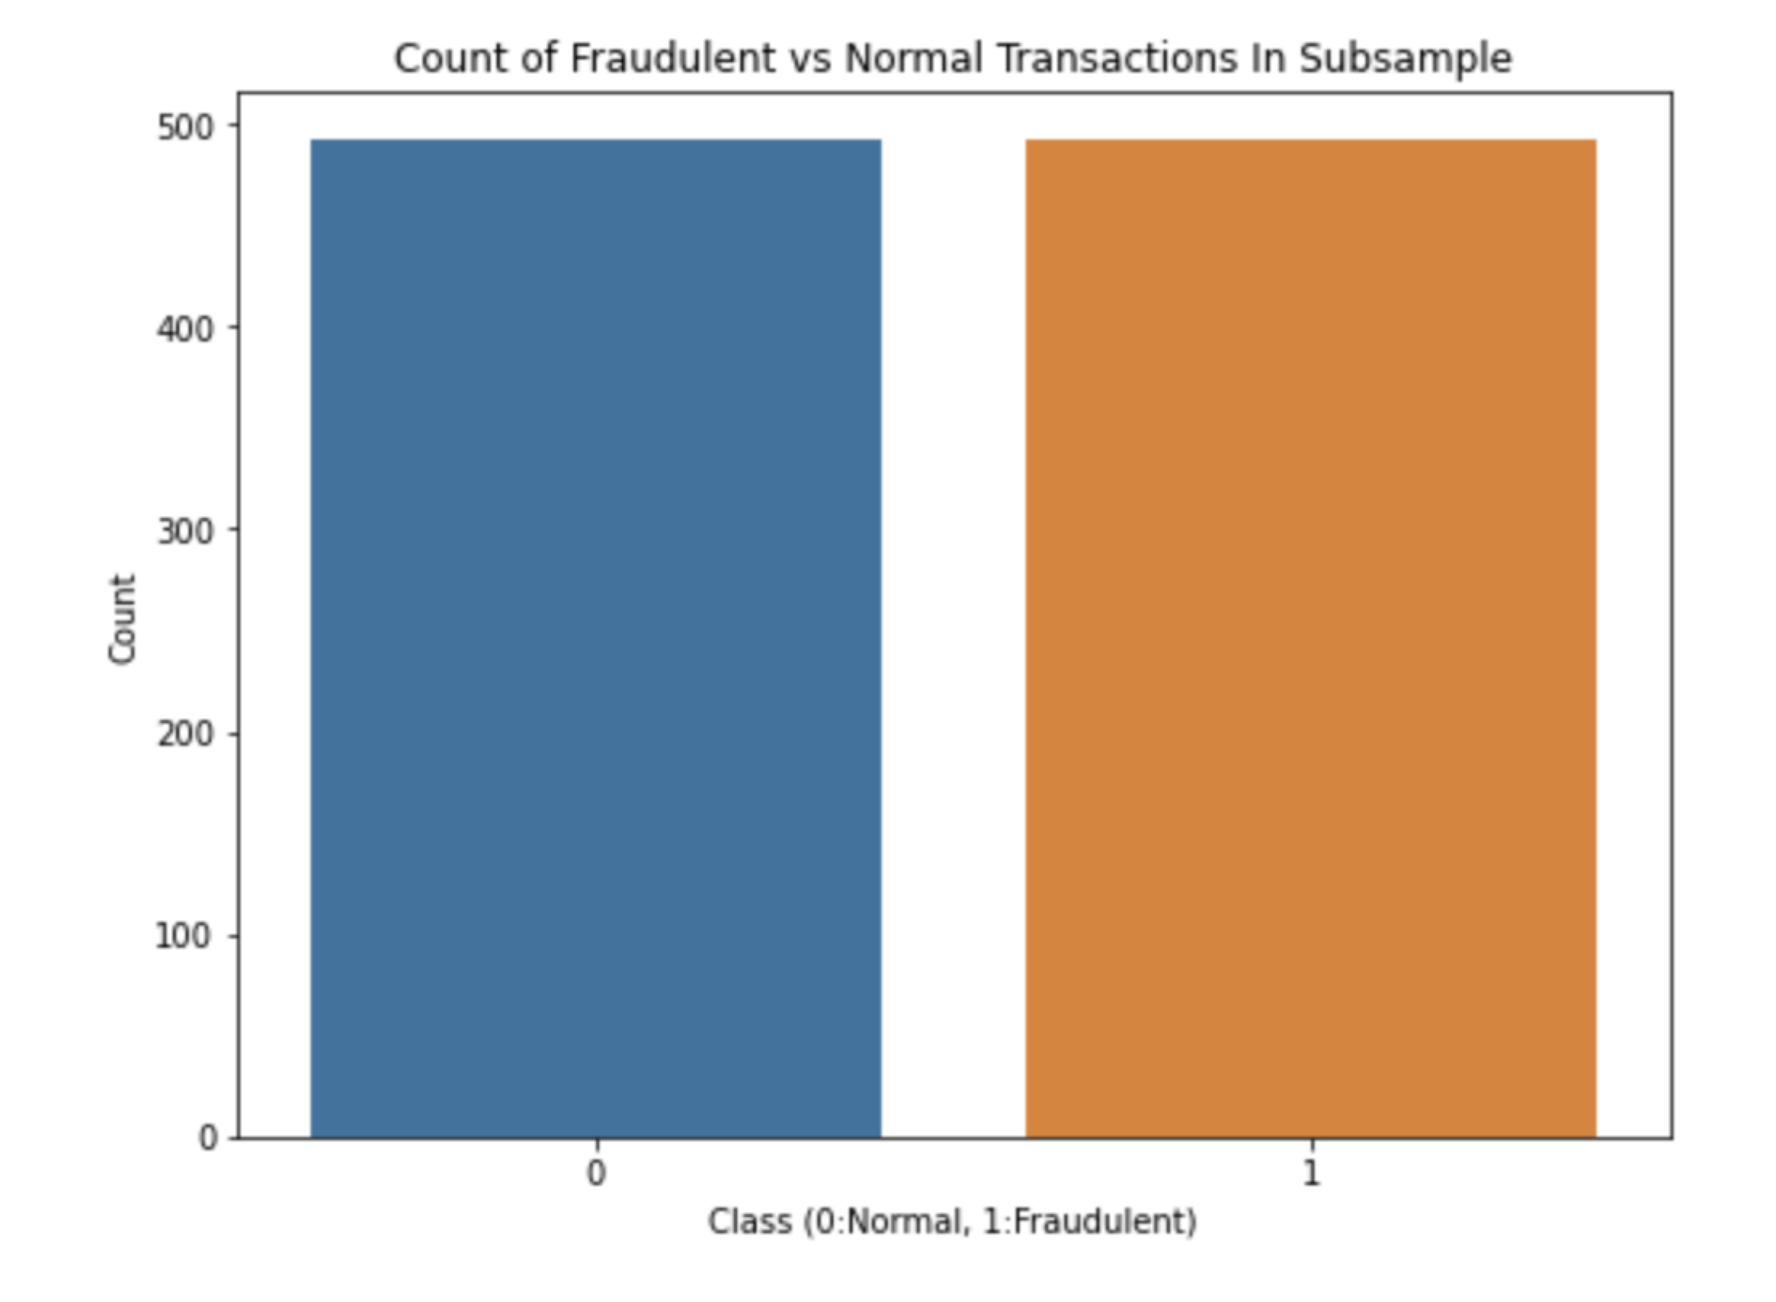 Count of Fraudulent vs Normal Transactions In Subsample
500
400
300
200
100
0
Count
0
1
Class (0:Normal, 1:Fraudulent)